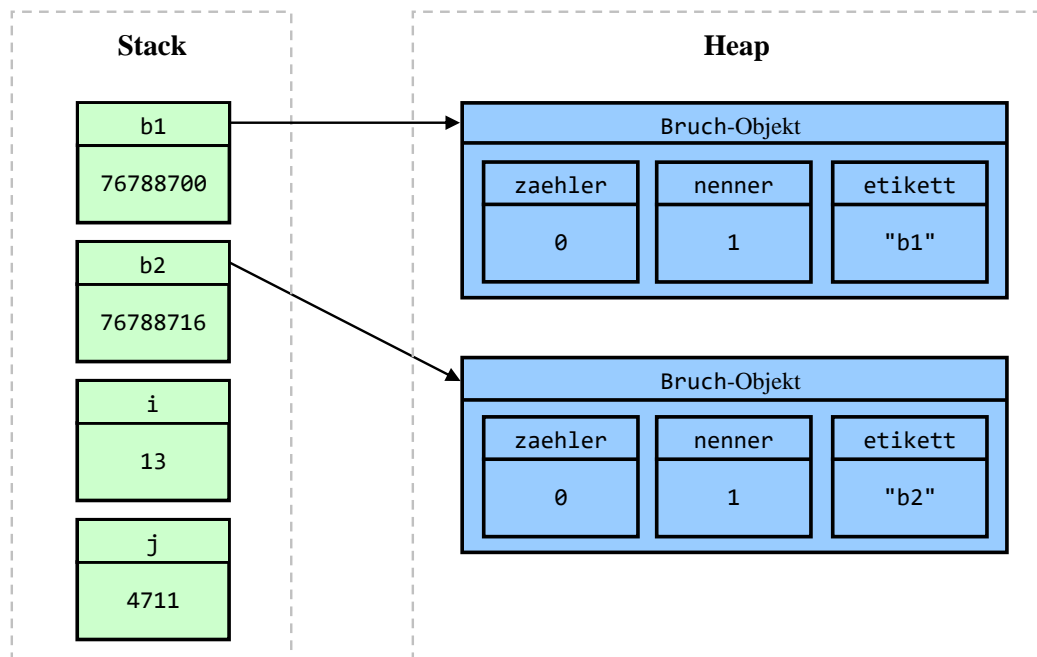 Stack
b1
76788700
b2
76788716
i
13
j
4711
Heap
Bruch-Objekt
zaehler nenner etikett
0 1 "b1"
Bruch-Objekt
zaehler nenner etikett
0 1 "b2"